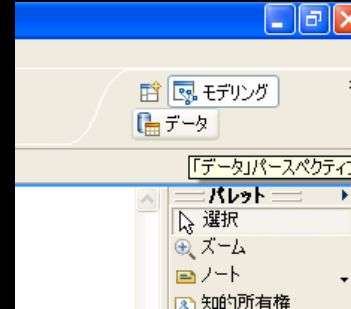 モデリング
データ
「データ」パースペクティブ
パレット
選択
ズーム
ノート
知的所有権